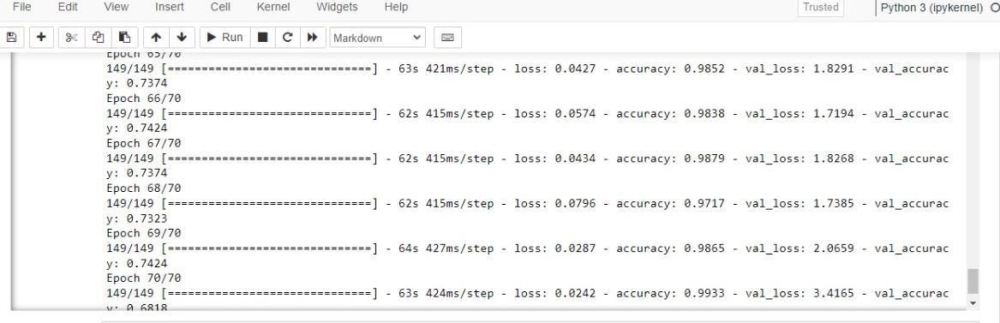 File Edit View Insert Cell Kernel Widgets Help Trusted Python 3 (ipykernel)
Run Markdown
Epoch 65/70
149/149 [==============================] - 63s 421ms/step - loss: 0.0427 - accuracy: 0.9852 - val_loss: 1.8291 - val_accurac
y: 0.7374
Epoch 66/70
149/149 [==============================] - 62s 415ms/step - loss: 0.0574 - accuracy: 0.9838 - val_loss: 1.7194 - val_accurac
y: 0.7424
Epoch 67/70
149/149 [==============================] - 62s 415ms/step - loss: 0.0434 - accuracy: 0.9879 - val_loss: 1.8268 - val_accurac
y: 0.7374
Epoch 68/70
149/149 [==============================] - 62s 415ms/step - loss: 0.0796 - accuracy: 0.9717 - val_loss: 1.7385 - val_accurac
y: 0.7323
Epoch 69/70
149/149 [==============================] - 64s 427ms/step - loss: 0.0287 - accuracy: 0.9865 - val_loss: 2.0659 - val_accurac
y: 0.7424
Epoch 70/70
149/149 [==============================] - 63s 424ms/step - loss: 0.0242 - accuracy: 0.9933 - val_loss: 3.4165 - val_accurac
y: 0.6818